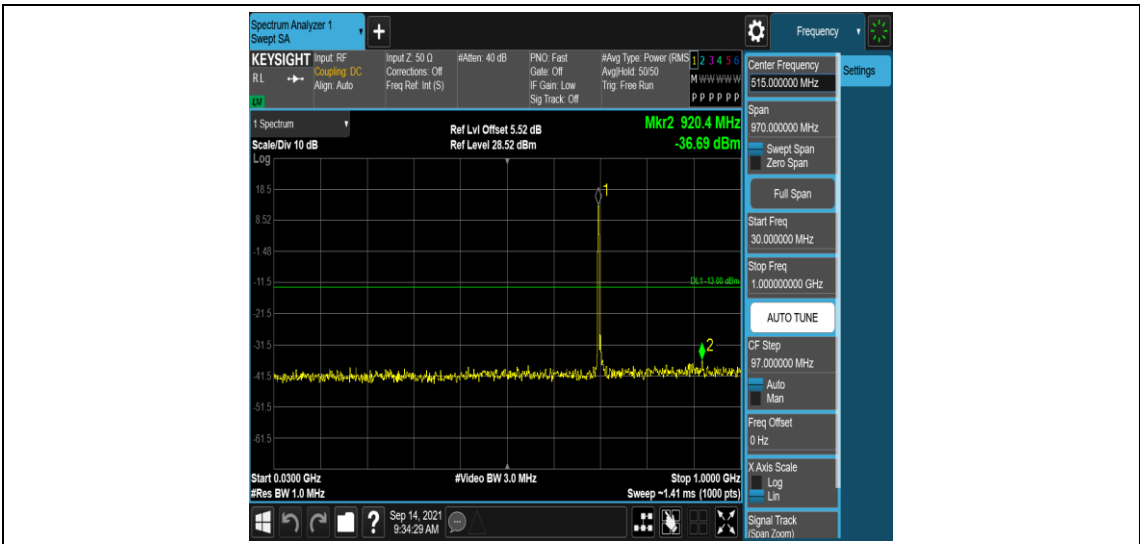 Spectrum Analyzer 1
Swept SA
+
Frequency
KEYSIGHT
RL
LXI
Input: RF
Coupling: DC
Align: Auto
Input Z: 50 Ω
Corrections: Off
Freq Ref: Int (S)
#Atten: 40 dB
PNO: Fast
Gate: Off
IF Gain: Low
Sig Track: Off
#Avg Type: Power (RMS
Avg|Hold: 50/50
Trig: Free Run
1 2 3 4 5 6
M W W W W W
P P P P P P
1 Spectrum
Scale/Div 10 dB
Log
Ref Lvl Offset 5.52 dB
Ref Level 28.52 dBm
Mkr2 920.4 MHz
-36.69 dBm
18.5
8.52
-1.48
-11.5
-21.5
-31.5
-41.5
-51.5
-61.5
1
DL1 -13.00 dBm
2
Start 0.0300 GHz
#Res BW 1.0 MHz
#Video BW 3.0 MHz
Stop 1.0000 GHz
Sweep ~1.41 ms (1000 pts)
Center Frequency
515.000000 MHz
Settings
Span
970.000000 MHz
Swept Span
Zero Span
Full Span
Start Freq
30.000000 MHz
Stop Freq
1.000000000 GHz
AUTO TUNE
CF Step
97.000000 MHz
Auto
Man
Freq Offset
0 Hz
X Axis Scale
Log
Lin
Signal Track
(Span Zoom)
?
Sep 14, 2021
9:34:29 AM